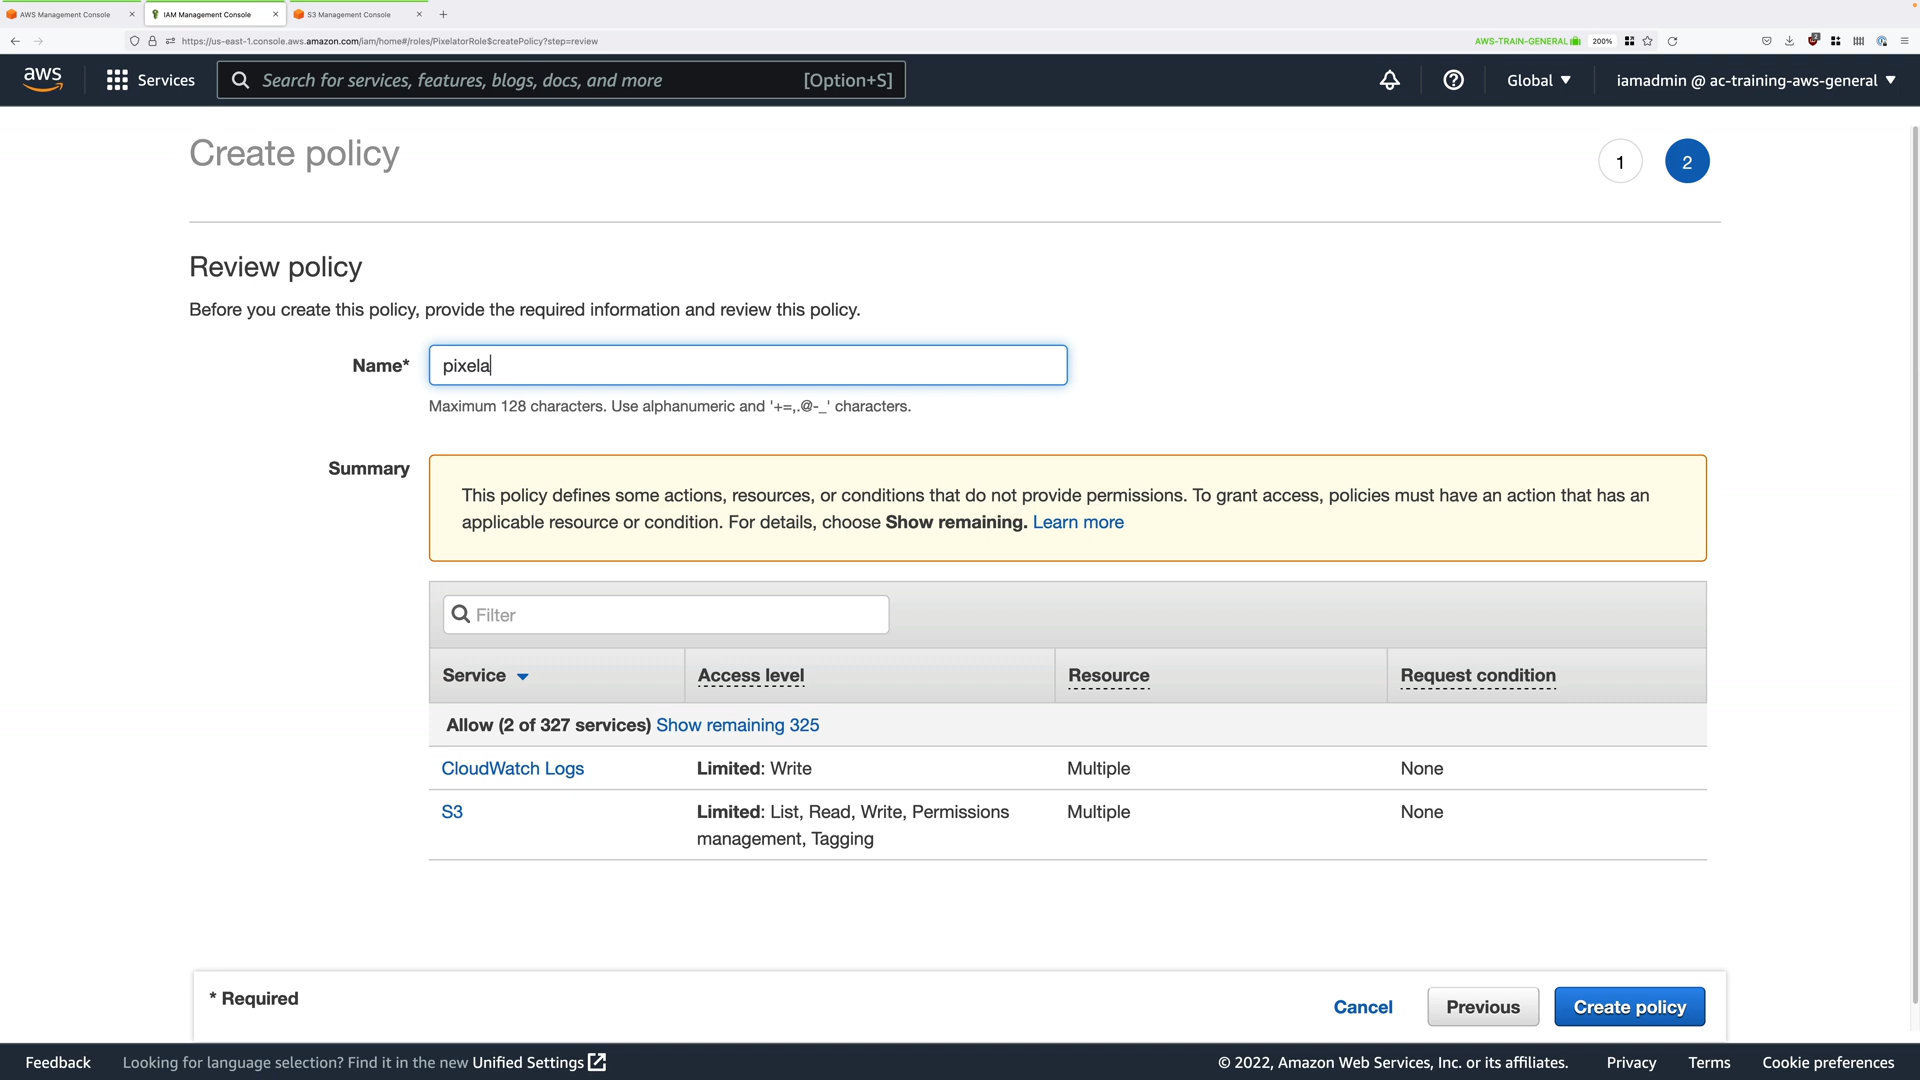 AWS Management Console
IAM Management Console
S3 Management Console
https://us-east-1.console.aws.amazon.com/iam/home#/roles/PixelatorRole$createPolicy?step=review
AWS-TRAIN-GENERAL
200%
aws
Services
Search for services, features, blogs, docs, and more
[Option+S]
Global
iamadmin @ ac-training-aws-general
Create policy
1
2
Review policy
Before you create this policy, provide the required information and review this policy.
Name*
pixela
Maximum 128 characters. Use alphanumeric and '+=,.@-_' characters.
Summary
This policy defines some actions, resources, or conditions that do not provide permissions. To grant access, policies must have an action that has an
applicable resource or condition. For details, choose Show remaining. Learn more
Filter
Service
Access level
Resource
Request condition
Allow (2 of 327 services) Show remaining 325
CloudWatch Logs
Limited: Write
Multiple
None
S3
Limited: List, Read, Write, Permissions
management, Tagging
Multiple
None
* Required
Cancel
Previous
Create policy
Feedback
Looking for language selection? Find it in the new Unified Settings
© 2022, Amazon Web Services, Inc. or its affiliates.
Privacy
Terms
Cookie preferences